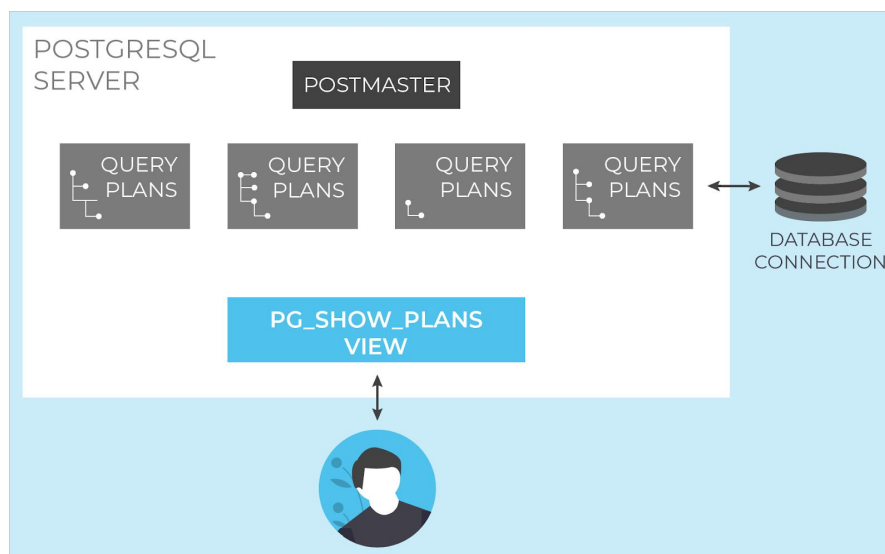 POSTGRESQL
SERVER
POSTMASTER
QUERY
PLANS
QUERY
PLANS
QUERY
PLANS
QUERY
PLANS
DATABASE
CONNECTION
PG_SHOW_PLANS
VIEW